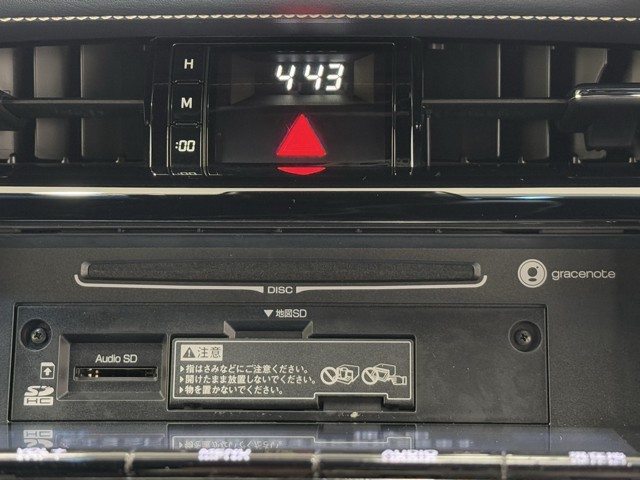 H
4:43
M
:00
DISC
gracenote
▼地図SD
Audio SD
SD
HC
⚠注意
▶指はさみなどにご注意ください。
▶開けたまま放置しないでください。
▶物を置かないでください。
AUDIO